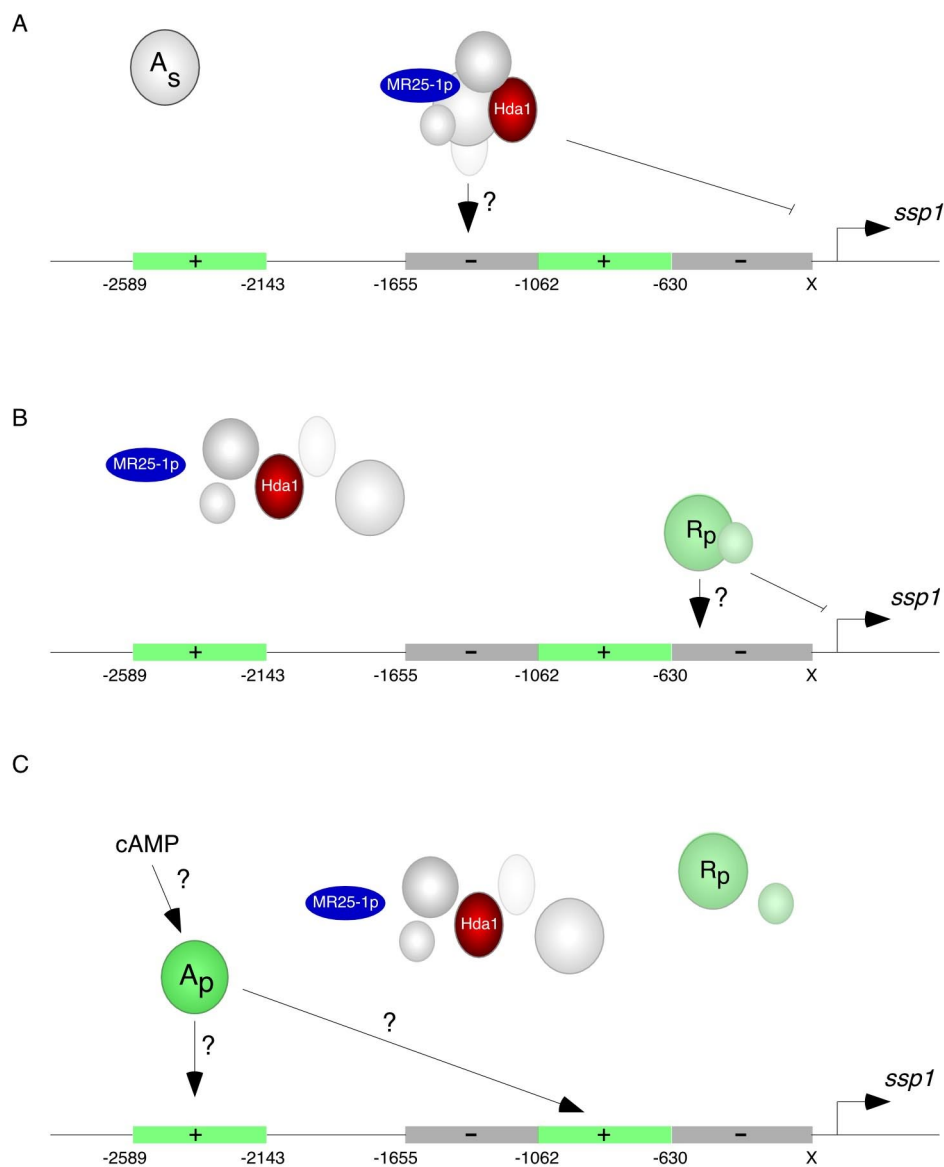 A
As
MR25-1p
Hda1
?
ssp1
+ − + −
-2589 -2143 -1655 -1062 -630 X
B
MR25-1p
Hda1
Rp
?
ssp1
+ − + −
-2589 -2143 -1655 -1062 -630 X
C
cAMP
?
MR25-1p
Hda1
Rp
Ap
?
?
ssp1
+ − + −
-2589 -2143 -1655 -1062 -630 X